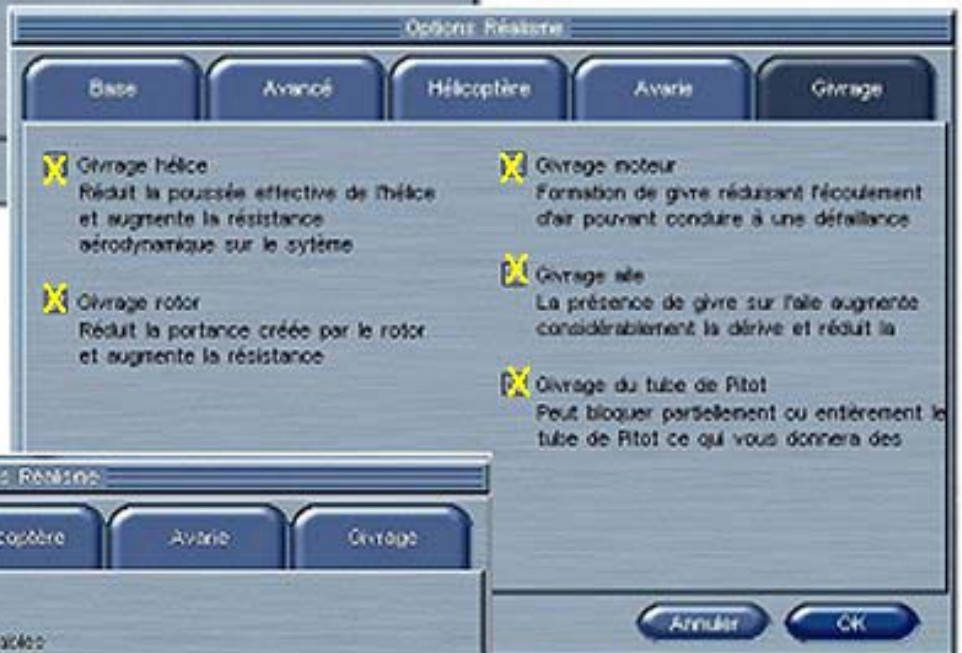 Options Réalisme
Base
Avancé
Hélicoptère
Avarie
Givrage
Givrage hélice
Réduit la poussée effective de l'hélice
et augmente la résistance
aérodynamique sur le sytème
Givrage rotor
Réduit la portance créée par le rotor
et augmente la résistance
Givrage moteur
Formation de givre réduisant l'écoulement
d'air pouvant conduire à une défaillance
Givrage aile
La présence de givre sur l'aile augmente
considérablement la dérive et réduit la
Givrage du tube de Pitot
Peut bloquer partiellement ou entièrement le
tube de Pitot ce qui vous donnera des
Annuler
OK
s Réalisme
coptère
Avarie
Givrage
ables